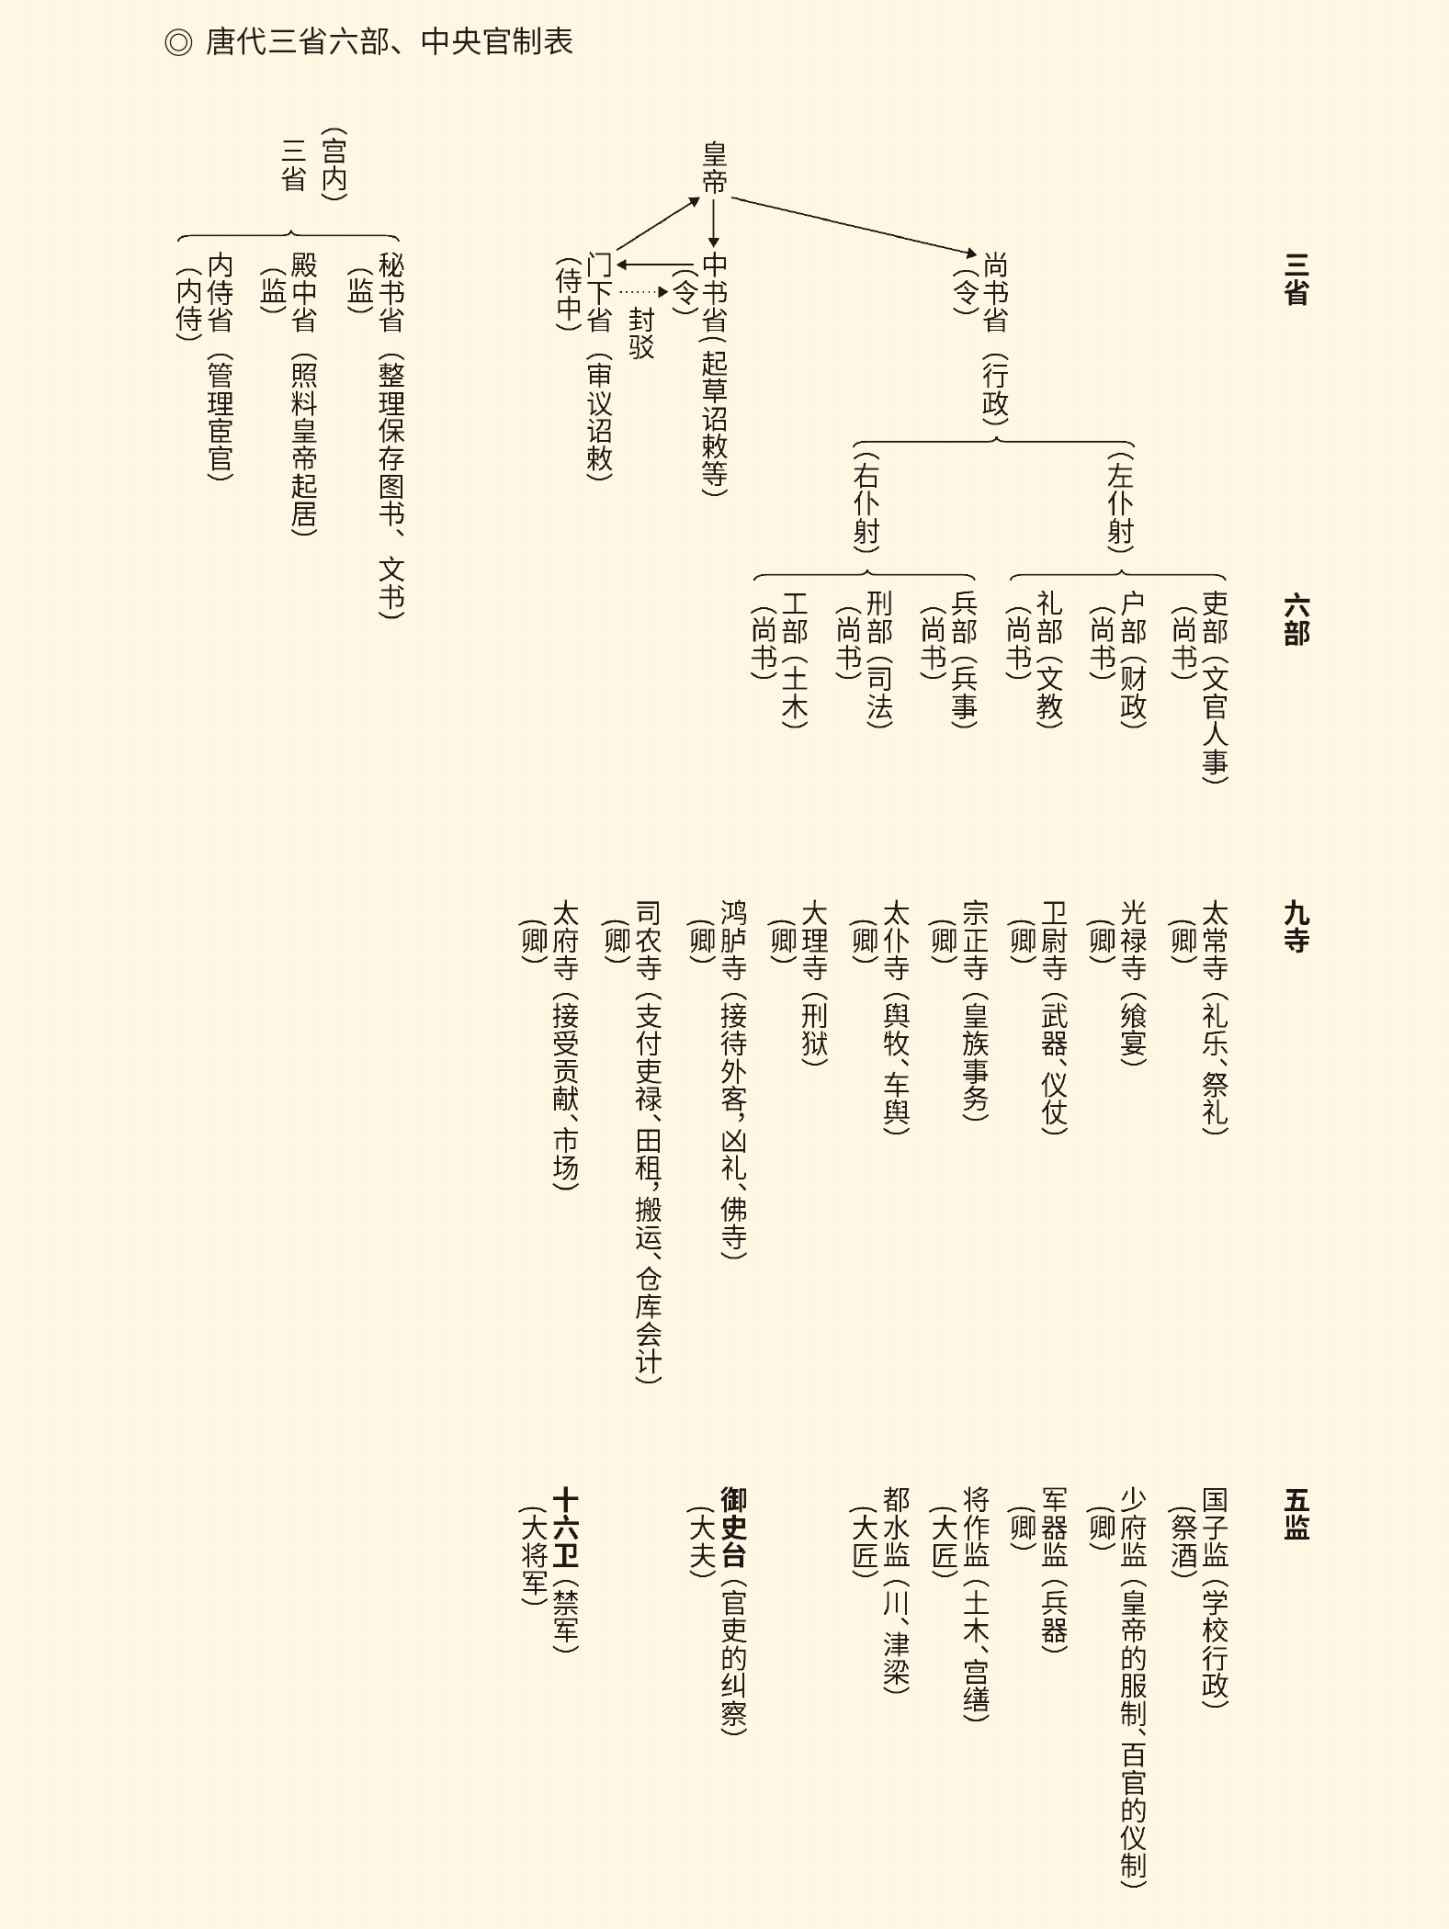 ◎ 唐代三省六部、中央官制表
三省
皇帝
尚书省（行政）
（令）
中书省（起草诏敕等）
（令）
封驳
门下省（审议诏敕）
（侍中）
（宫内）
三省
秘书省（整理保存图书、文书）
（监）
殿中省（照料皇帝起居）
（监）
内侍省（管理宦官）
（内侍）
（左仆射）
（右仆射）
六部
吏部（文官人事）
（尚书）
户部（财政）
（尚书）
礼部（文教）
（尚书）
兵部（兵事）
（尚书）
刑部（司法）
（尚书）
工部（土木）
（尚书）
九寺
太常寺（礼乐、祭礼）
（卿）
光禄寺（飨宴）
（卿）
卫尉寺（武器、仪仗）
（卿）
宗正寺（皇族事务）
（卿）
太仆寺（舆牧、车舆）
（卿）
大理寺（刑狱）
（卿）
鸿胪寺（接待外客，凶礼、佛寺）
（卿）
司农寺（支付吏禄、田租，搬运、仓库会计）
（卿）
太府寺（接受贡献、市场）
（卿）
五监
国子监（学校行政）
（祭酒）
少府监（皇帝的服制、百官的仪制）
（卿）
军器监（兵器）
（卿）
将作监（土木、宫缮）
（大匠）
都水监（川、津梁）
（大匠）
御史台（官吏的纠察）
（大夫）
十六卫（禁军）
（大将军）